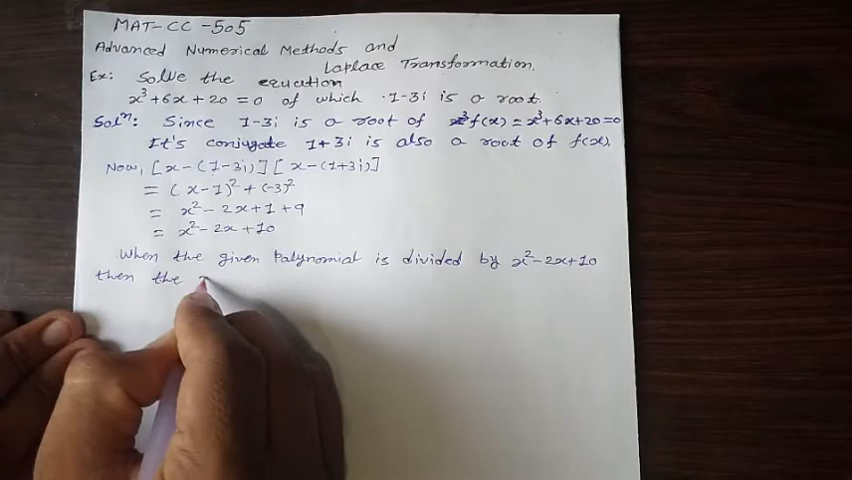 MAT-CC-505
Advanced Numerical Methods and
Laplace Transformation.
Ex: Solve the equation
x³+6x+20=0 of which 1-3i is a root.
Solⁿ: Since 1-3i is a root of f(x)=x³+6x+20=0
It's conjugate 1+3i is also a root of f(x).
Now, [x-(1-3i)][x-(1+3i)]
= (x-1)²+(-3)²
= x²-2x+1+9
= x²-2x+10
When the given Polynomial is divided by x²-2x+10
then the